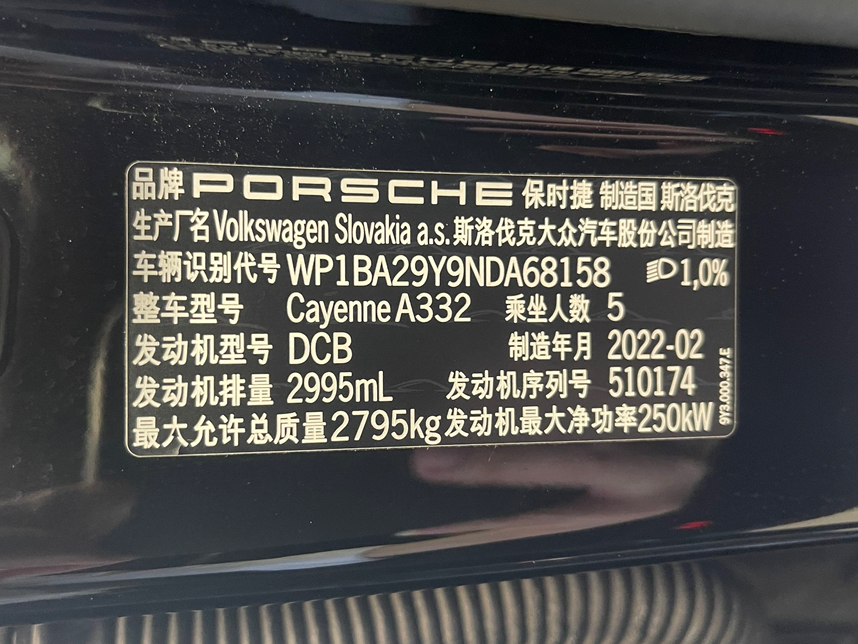 品牌 PORSCHE 保时捷 制造国 斯洛伐克
生产厂名 Volkswagen Slovakia a.s. 斯洛伐克大众汽车股份公司制造
车辆识别代号 WP1BA29Y9NDA68158 1,0%
整车型号 Cayenne A332 乘坐人数 5
发动机型号 DCB 制造年月 2022-02
发动机排量 2995mL 发动机序列号 510174
最大允许总质量 2795kg 发动机最大净功率 250kW
9Y3.000.347.E